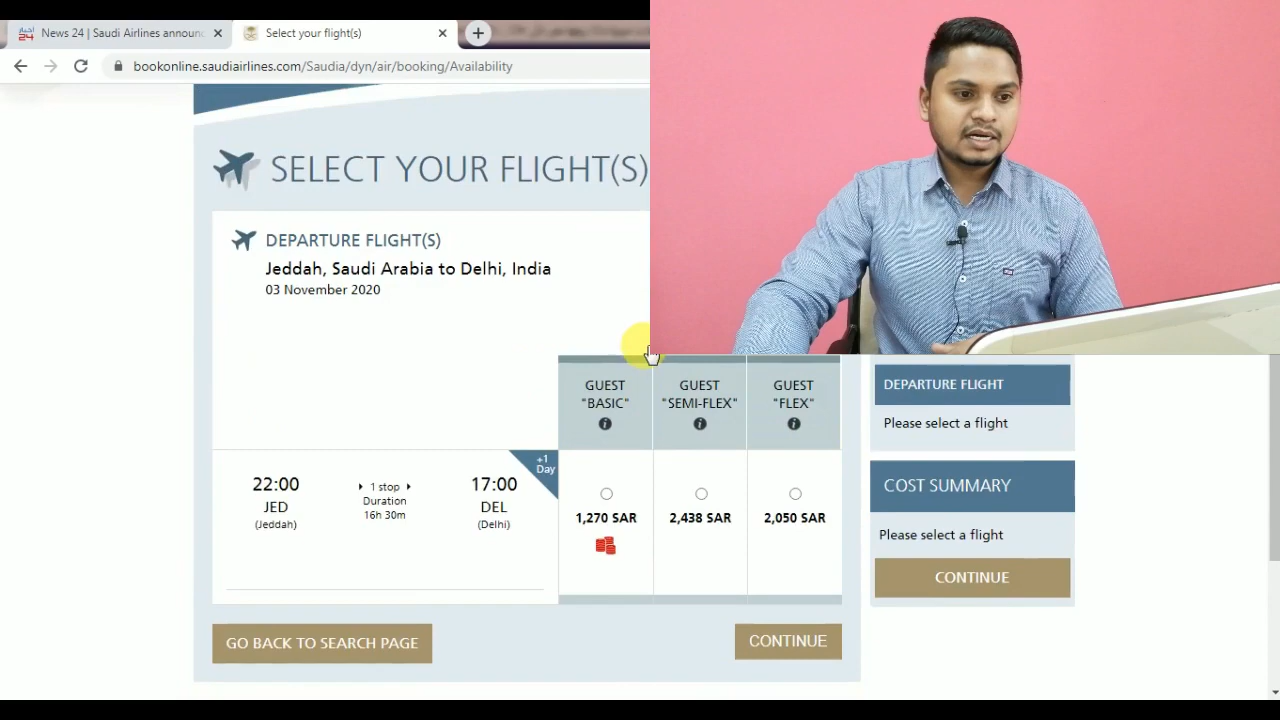 اخبار
24
News 24 | Saudi Airlines announ
Select your flight(s)
bookonline.saudiairlines.com/Saudia/dyn/air/booking/Availability
SELECT YOUR FLIGHT(S)
DEPARTURE FLIGHT(S)
Jeddah, Saudi Arabia to Delhi, India
03 November 2020
GUEST
"BASIC"
GUEST
"SEMI-FLEX"
GUEST
"FLEX"
22:00
JED
(Jeddah)
1 stop
Duration
16h 30m
17:00
DEL
(Delhi)
+1
Day
1,270 SAR
2,438 SAR
2,050 SAR
GO BACK TO SEARCH PAGE
CONTINUE
DEPARTURE FLIGHT
Please select a flight
COST SUMMARY
Please select a flight
CONTINUE